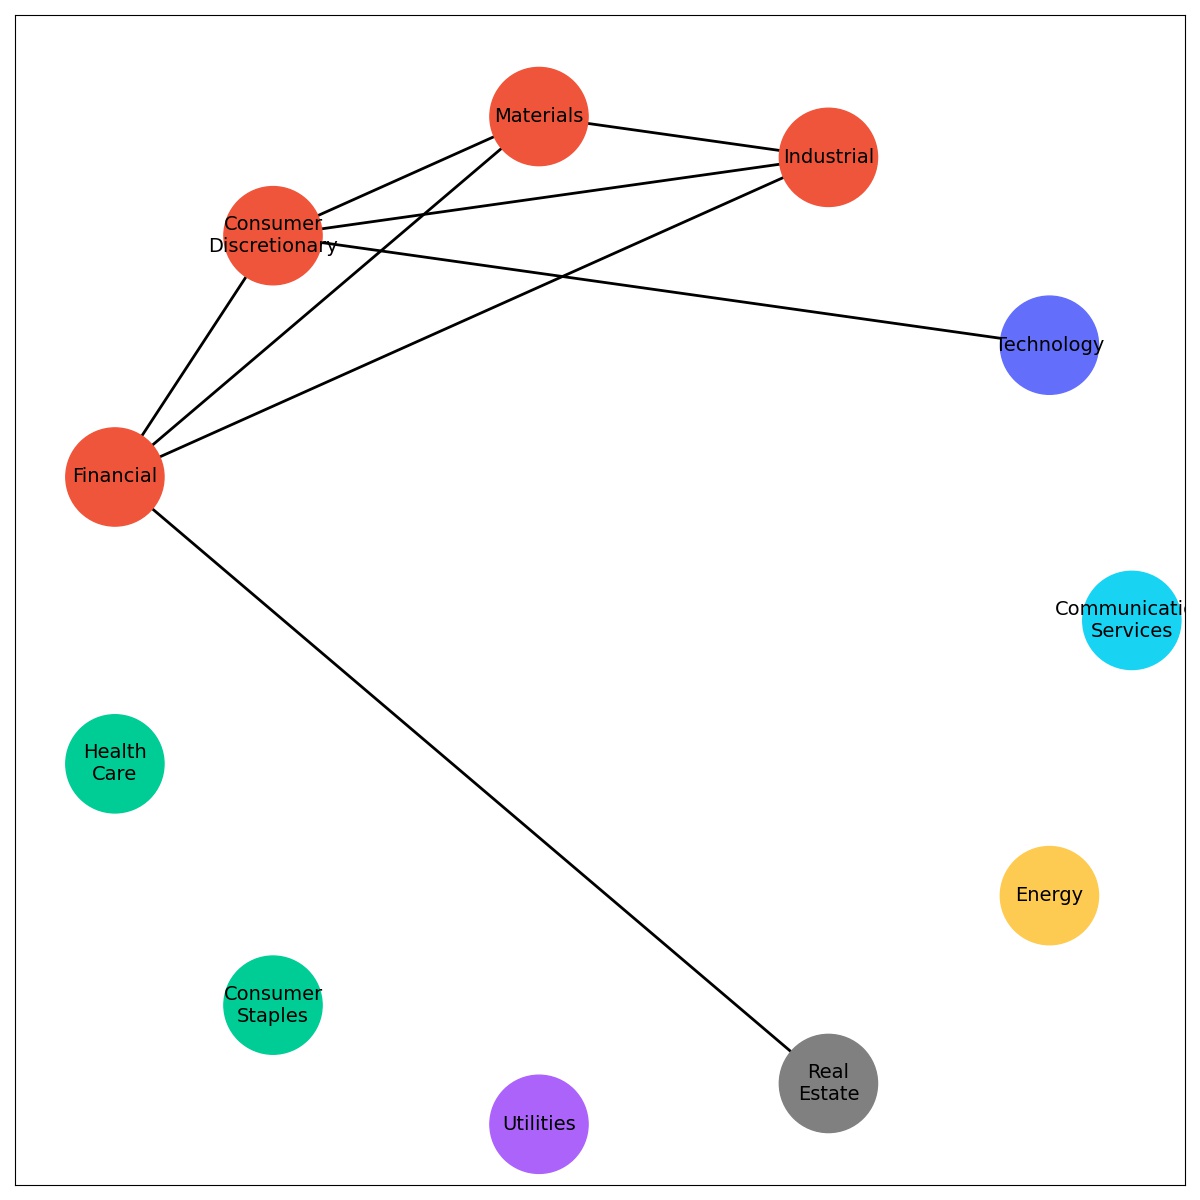 Materials
Industrial
Consumer
Discretionary
Technology
Financial
Communicatio
Services
Health
Care
Energy
Consumer
Staples
Real
Estate
Utilities